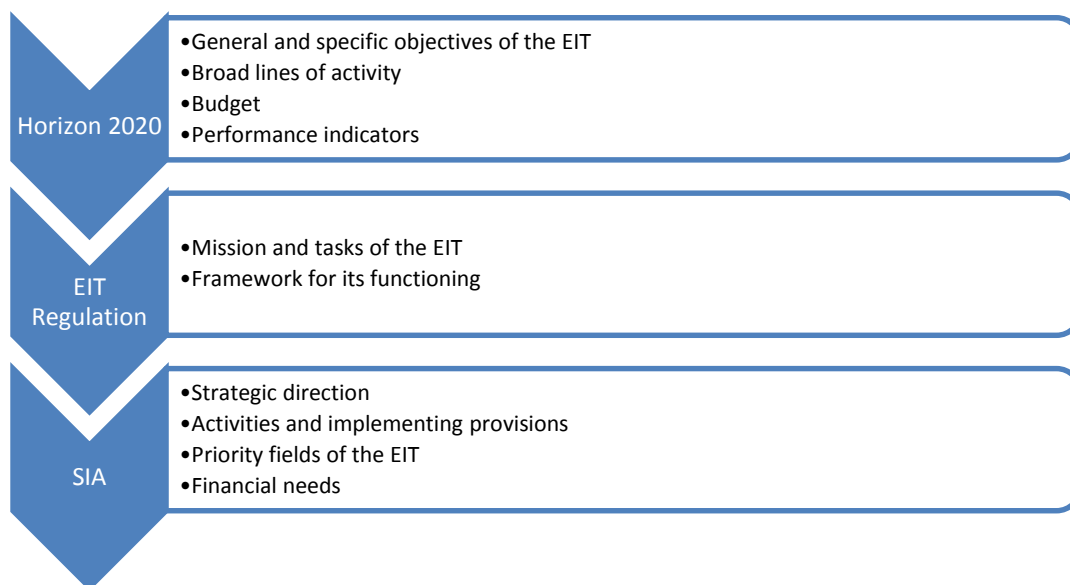 Horizon 2020
•General and specific objectives of the EIT
•Broad lines of activity
•Budget
•Performance indicators
EIT
Regulation
•Mission and tasks of the EIT
•Framework for its functioning
SIA
•Strategic direction
•Activities and implementing provisions
•Priority fields of the EIT
•Financial needs